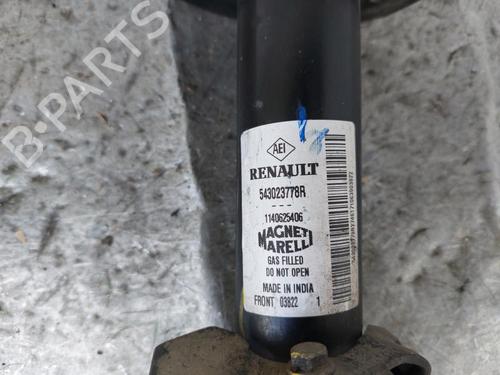 B-PARTS
AEI
RENAULT
543023778R
---
1140625406
MAGNETI
MARELLI
GAS FILLED
DO NOT OPEN
MADE IN INDIA
FRONT 03822 1